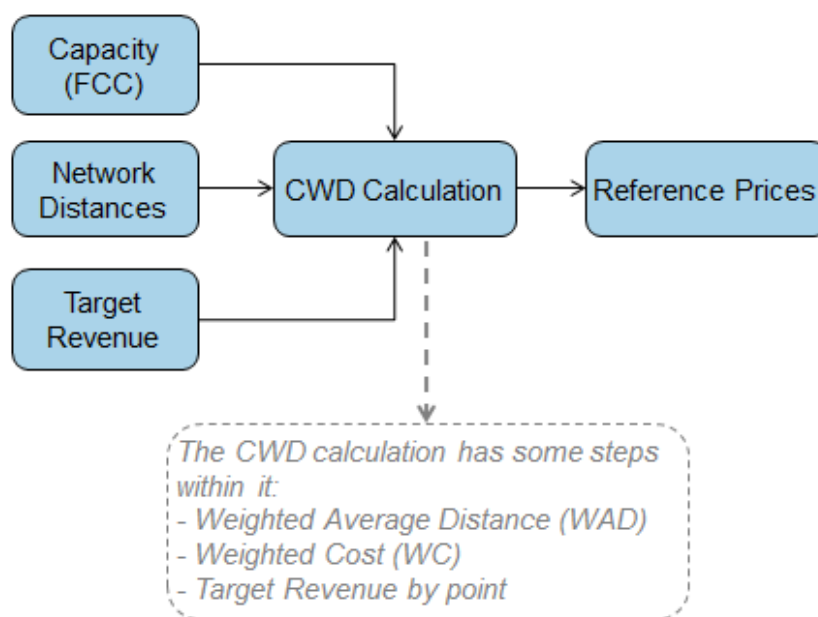 Capacity
(FCC)
Network
Distances
CWD Calculation
Reference Prices
Target
Revenue
The CWD calculation has some steps
within it:
- Weighted Average Distance (WAD)
- Weighted Cost (WC)
- Target Revenue by point